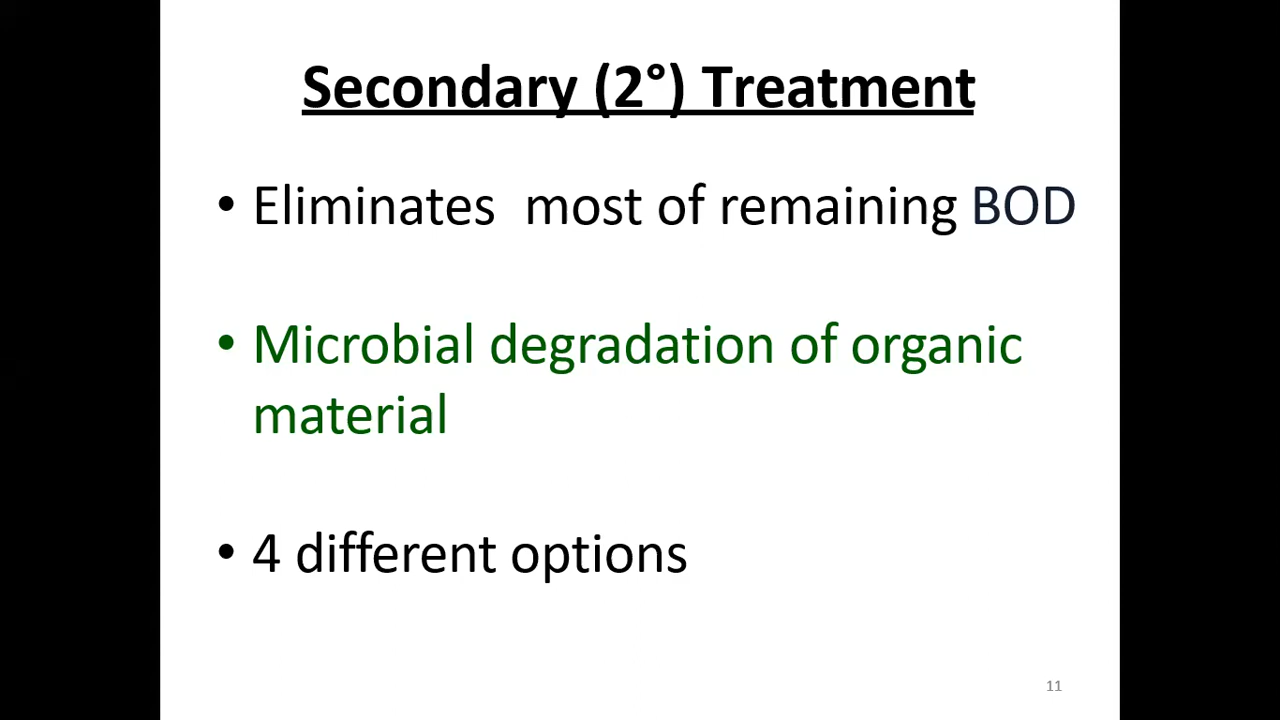 Secondary (2°) Treatment
• Eliminates  most of remaining BOD
• Microbial degradation of organic
material
• 4 different options
11